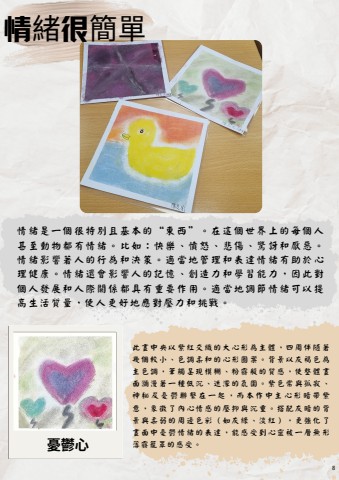 情緒很簡單
情緒是一個很特別且基本的“東西”。在這個世界上的每個人
甚至動物都有情緒。比如：快樂、憤怒、悲傷、驚訝和厭惡。
情緒影響著人的行為和決策。適當地管理和表達情緒有助於心
理健康。情緒還會影響人的記憶、創造力和學習能力，因此對
個人發展和人際關係都具有重要作用。適當地調節情緒可以提
高生活質量，使人更好地應對壓力和挑戰。
此畫中央以紫紅交織的大心形為主體，四周伴隨著
幾個較小、色調柔和的心形圖案。背景以灰褐色為
主色調，筆觸呈現模糊、粉霧般的質感，使整體畫
面瀰漫著一種低沉、迷濛的氛圍。紫色常與孤寂、
神秘及憂鬱聯繫在一起，而本作中主心形暗帶紫
意，象徵了內心情感的壓抑與沉重。搭配灰暗的背
景與柔弱的周邊色彩（如灰綠、淡紅），更強化了
畫面中憂鬱情緒的表達，能感受到心靈被一層無形
落霧籠罩的感受。
憂鬱心
8